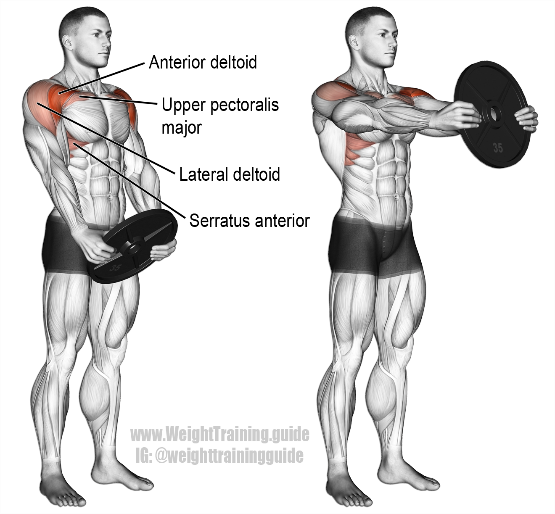 Anterior deltoid
Upper pectoralis
major
Lateral deltoid
Serratus anterior
35
www.WeightTraining.guide
IG: @weighttrainingguide